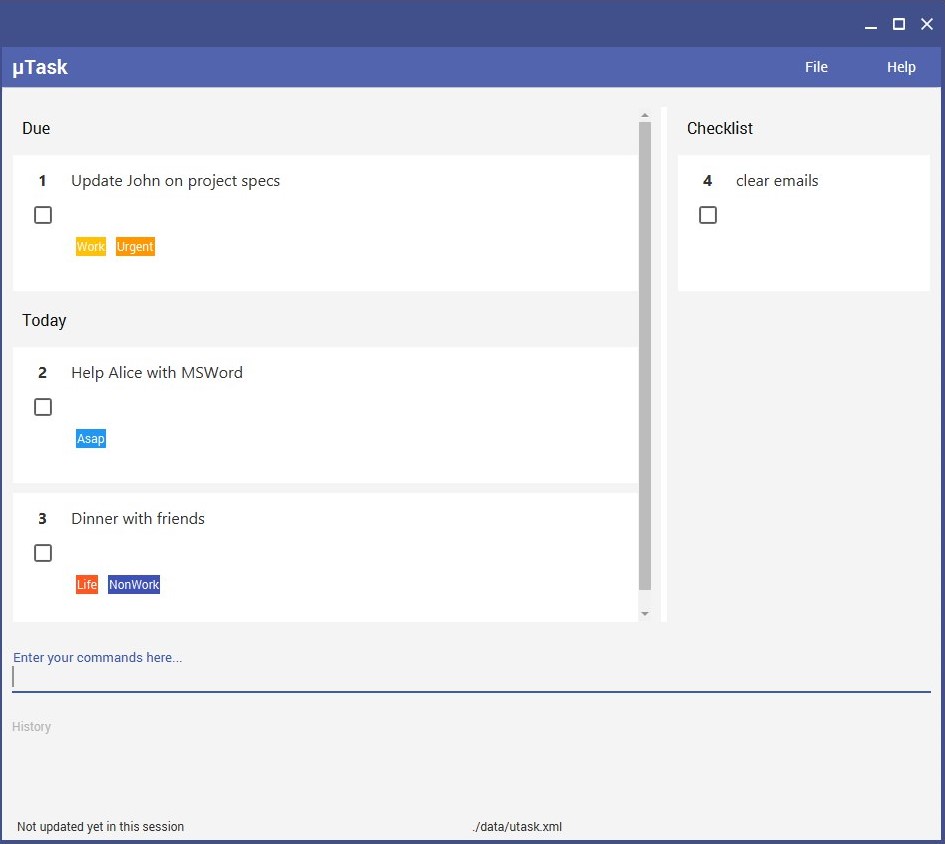 µTask
File Help
Due
1 Update John on project specs
Work Urgent
Today
2 Help Alice with MSWord
Asap
3 Dinner with friends
Life NonWork
Checklist
4 clear emails
Enter your commands here...
History
Not updated yet in this session
./data/utask.xml